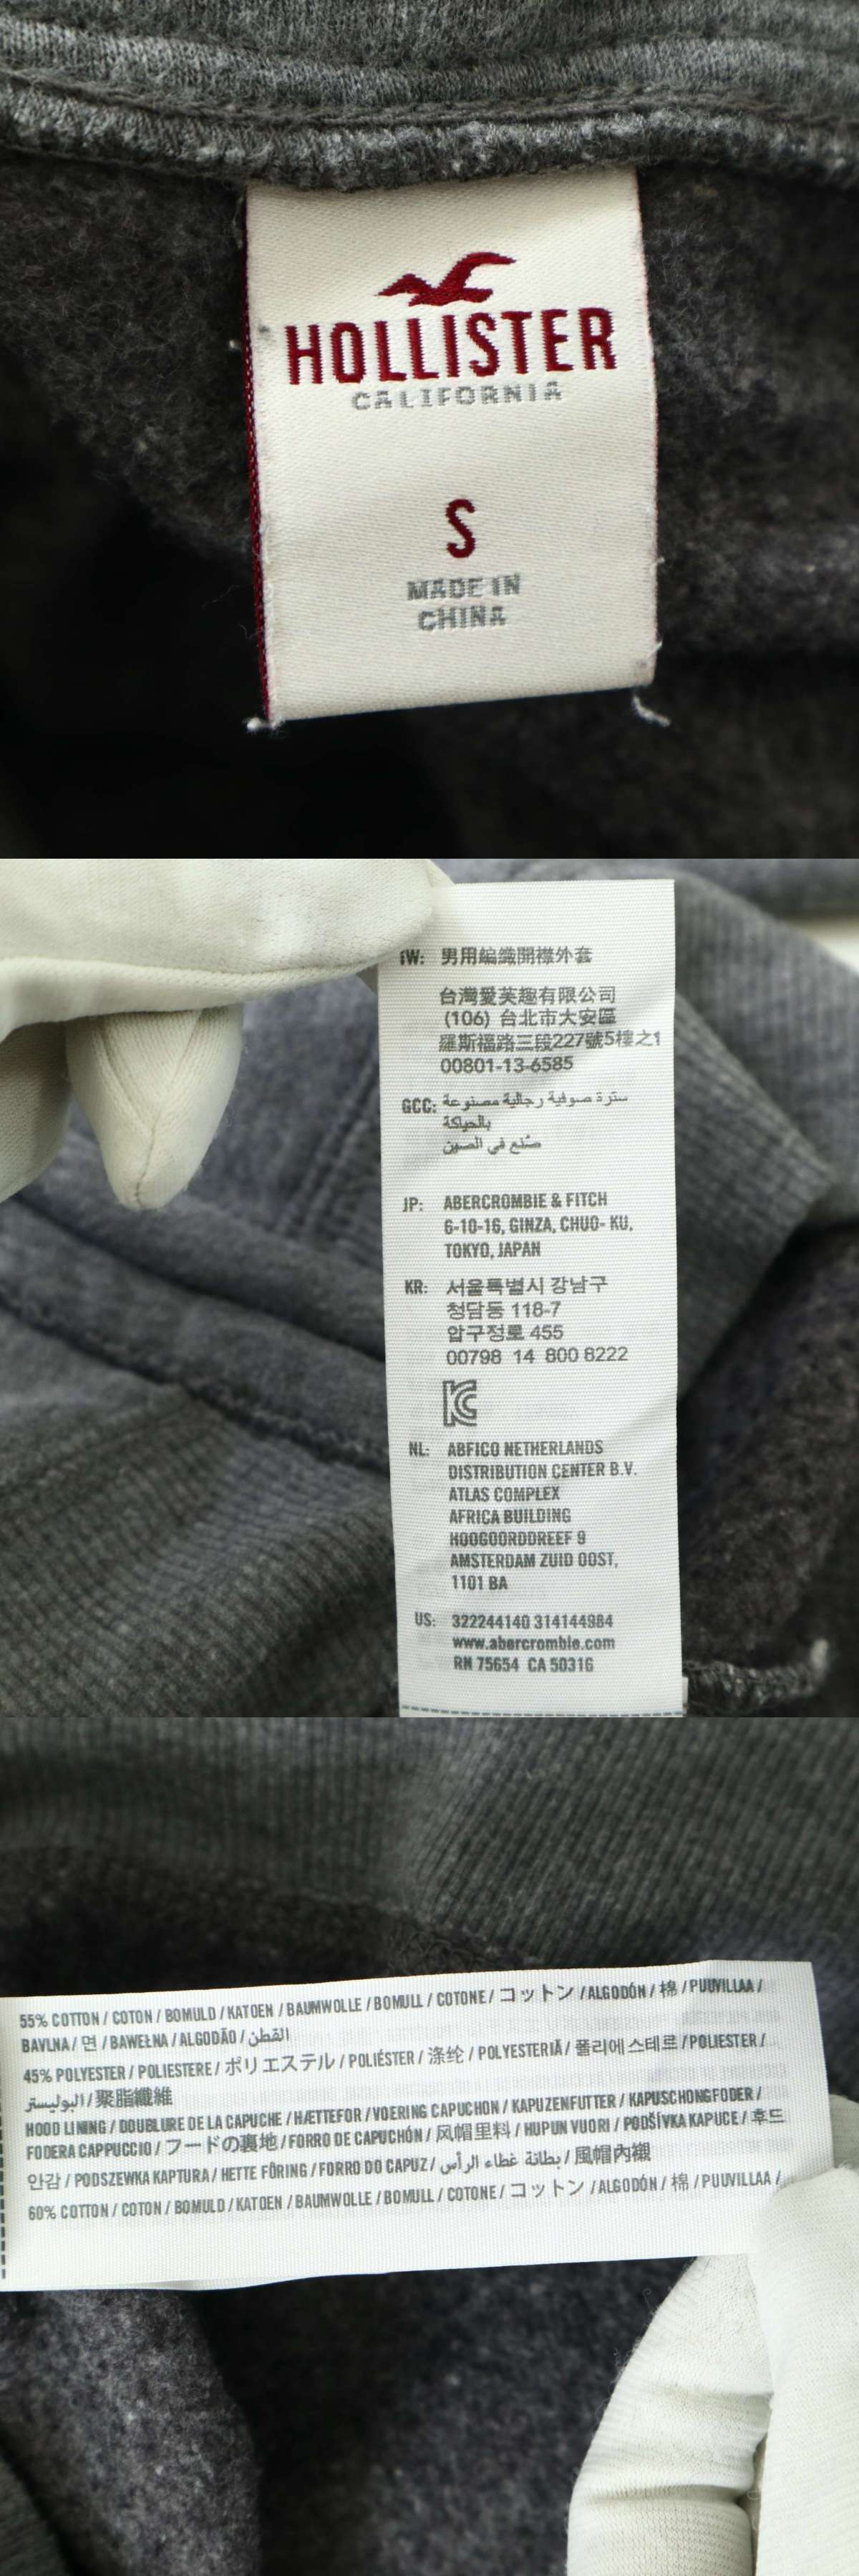 HOLLISTER
CALIFORNIA
S
MADE IN
CHINA
TW: 男用編織開襟外套
台灣愛芙趣有限公司
(106) 台北市大安區
羅斯福路三段227號5樓之1
00801-13-6585
GCC: سترة صوفية رجالية مصنوعة
بالحياكة
صُنع في الصين
JP: ABERCROMBIE & FITCH
6-10-16, GINZA, CHUO- KU,
TOKYO, JAPAN
KR: 서울특별시 강남구
청담동 118-7
압구정로 455
00798 14 800 8222
NL: ABFICO NETHERLANDS
DISTRIBUTION CENTER B.V.
ATLAS COMPLEX
AFRICA BUILDING
HOOGOORDDREEF 9
AMSTERDAM ZUID OOST,
1101 BA
US: 322244140 314144984
www.abercrombie.com
RN 75654 CA 50316
55% COTTON / COTON / BOMULD / KATOEN / BAUMWOLLE / BOMULL / COTONE / コットン / ALGODÓN / 棉 / PUUVILLAA /
BAVLNA / 면 / BAWEŁNA / ALGODÃO / القطن
45% POLYESTER / POLIESTERE / ポリエステル / POLIÉSTER / 涤纶 / POLYESTERIÄ / 폴리에스테르 / POLIESTER /
البوليستر / 聚脂纖維
HOOD LINING / DOUBLURE DE LA CAPUCHE / HÆTTEFOR / VOERING CAPUCHON / KAPUZENFUTTER / KAPUSCHONGFODER /
FODERA CAPPUCCIO / フードの裏地 / FORRO DE CAPUCHÓN / 风帽里料 / HUPUN VUORI / PODŠÍVKA KAPUCE / 후드
안감 / PODSZEWKA KAPTURA / HETTE FÔRING / FORRO DO CAPUZ / بطانة غطاء الرأس / 風帽內襯
60% COTTON / COTON / BOMULD / KATOEN / BAUMWOLLE / BOMULL / COTONE / コットン / ALGODÓN / 棉 / PUUVILLAA /